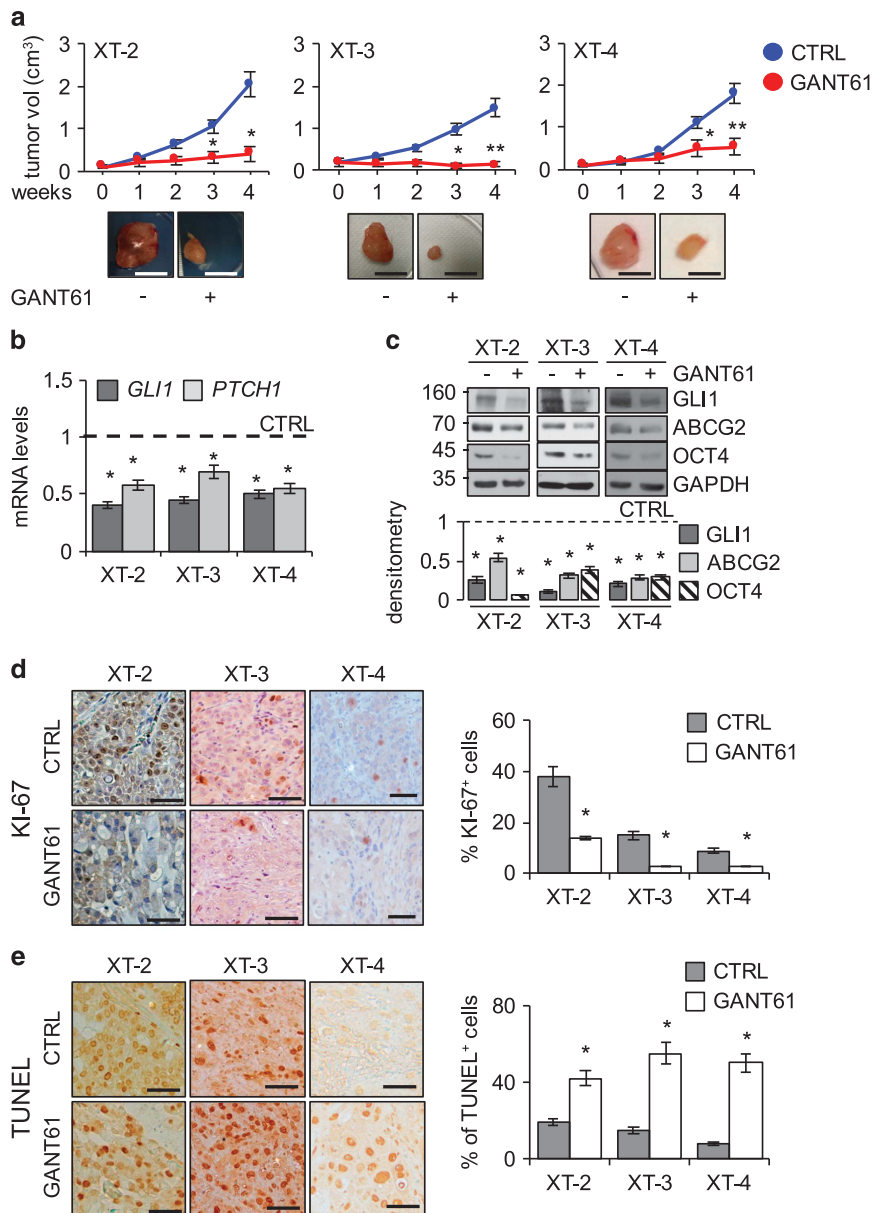 a
XT-2 XT-3 XT-4
CTRL
GANT61
tumor vol (cm³)
3 3 3
2 2 2
1 1 1
0 0 0
* * * ** * **
weeks 0 1 2 3 4 0 1 2 3 4 0 1 2 3 4
GANT61 - + - + - +
b
mRNA levels
1.5
1
0.5
0
GLI1 PTCH1
CTRL
* * * * * *
XT-2 XT-3 XT-4
c
XT-2 XT-3 XT-4
- + - + - + GANT61
160 GLI1
70 ABCG2
45 OCT4
35 GAPDH
CTRL
densitometry
1
0.5
0
* * * * * * * * *
GLI1
ABCG2
OCT4
XT-2 XT-3 XT-4
d
XT-2 XT-3 XT-4
KI-67
CTRL
GANT61
% KI-67⁺ cells
60
40
20
0
CTRL
GANT61
* * *
XT-2 XT-3 XT-4
e
XT-2 XT-3 XT-4
TUNEL
CTRL
GANT61
% of TUNEL⁺ cells
80
40
0
CTRL
GANT61
* * *
XT-2 XT-3 XT-4